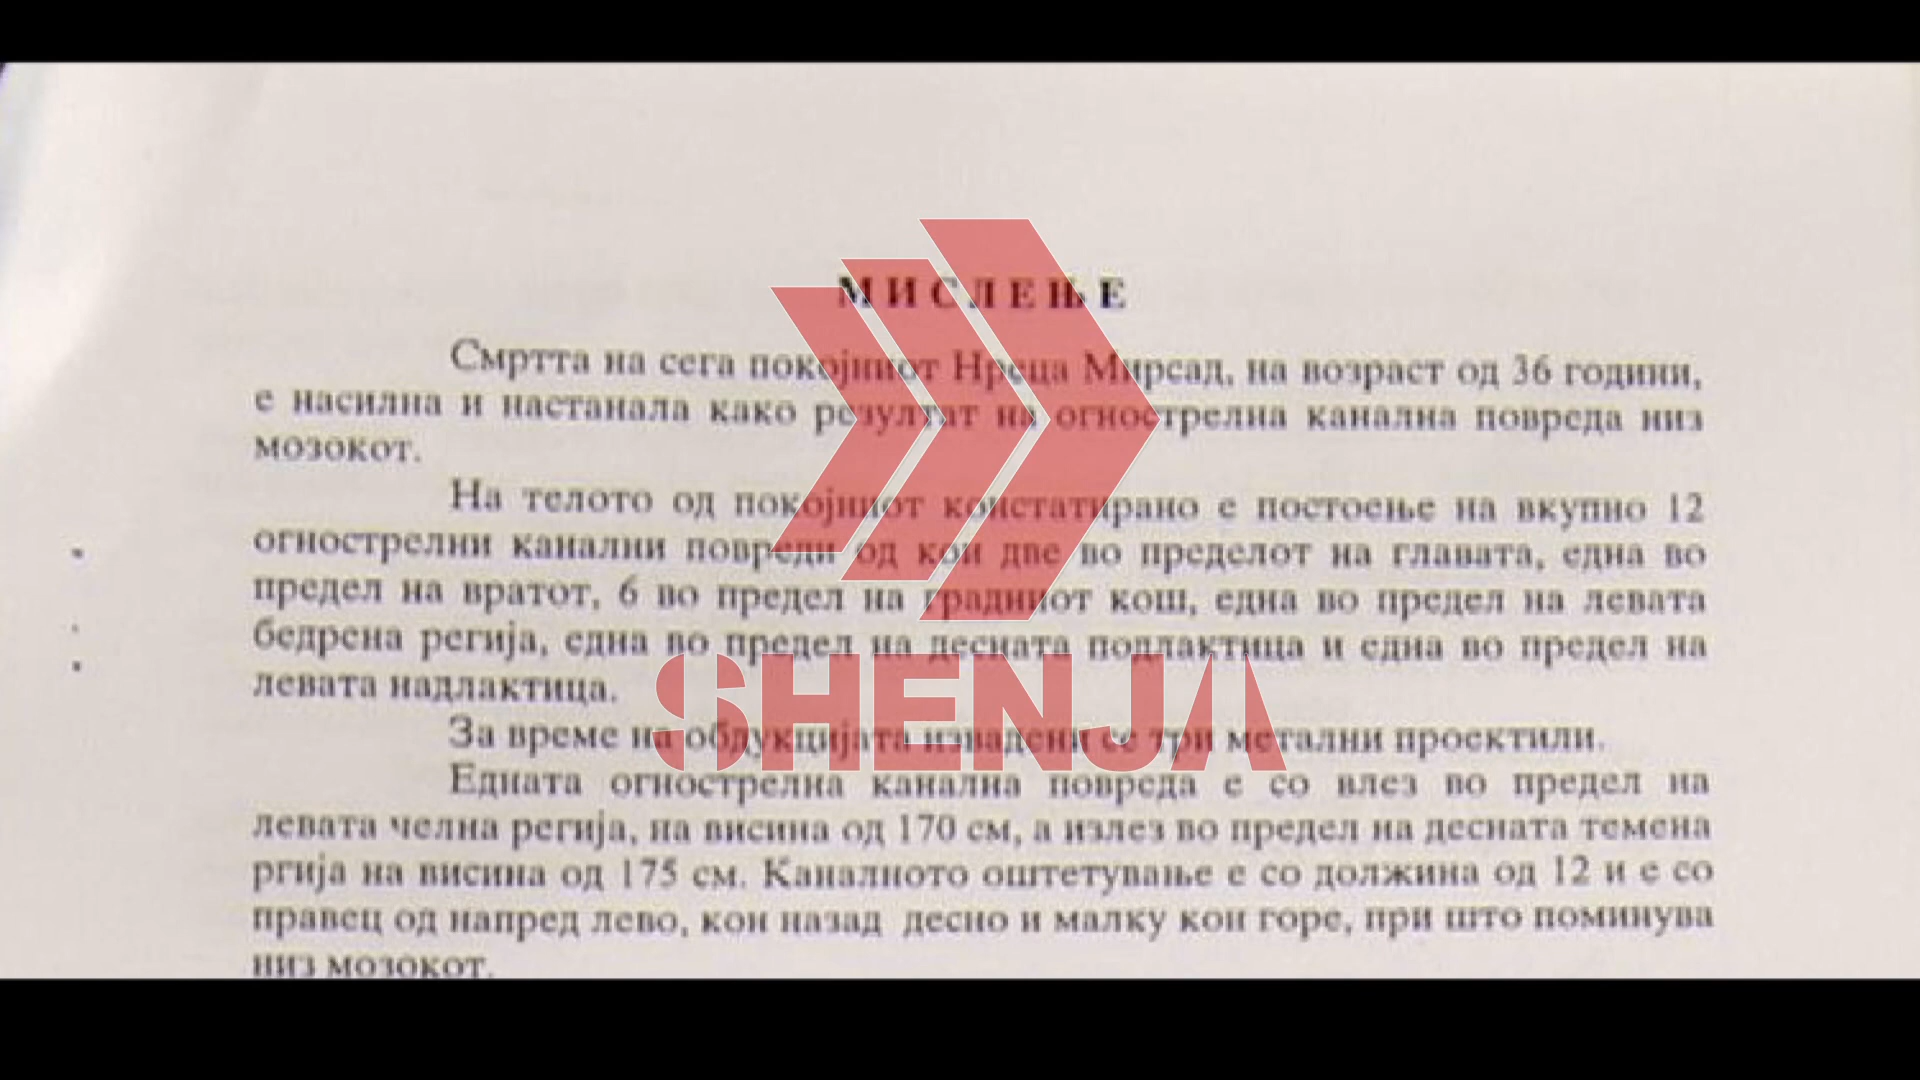 МИСЛЕЊЕ
Смртта на сега покојниот Нреца Мирсад, на возраст од 36 години,
е насилна и настанала како резултат на огнострелна канална повреда низ
мозокот.
На телото од покојниот констатирано е постоење на вкупно 12
огнострелни канални повреди од кои две во пределот на главата, една во
предел на вратот, 6 во предел на градниот кош, една во предел на левата
бедрена регија, една во предел на десната подлактица и една во предел на
левата надлактица.
За време на обдукцијата извадени се три метални проектили.
Едната огнострелна канална повреда е со влез во предел на
левата челна регија, на висина од 170 см, а излез во предел на десната темена
ргија на висина од 175 см. Каналното оштетување е со должина од 12 и е со
правец од напред лево, кон назад десно и малку кон горе, при што поминува
низ мозокот.
SHENJA